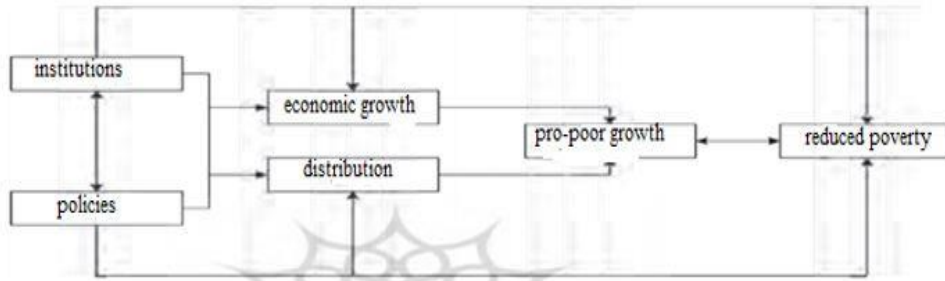 institutions
economic growth
pro-poor growth
reduced poverty
distribution
policies